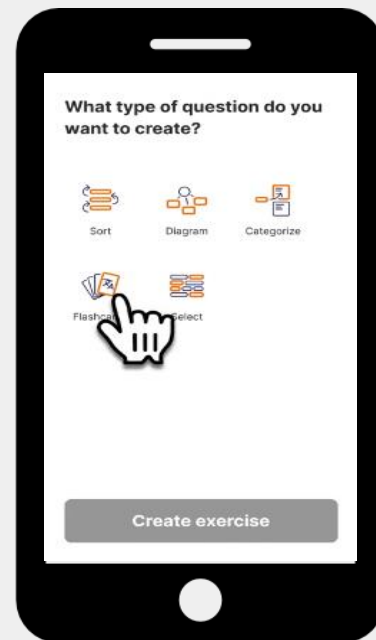 What type of question do you
want to create?
Sort Diagram Categorize
Select
Create exercise